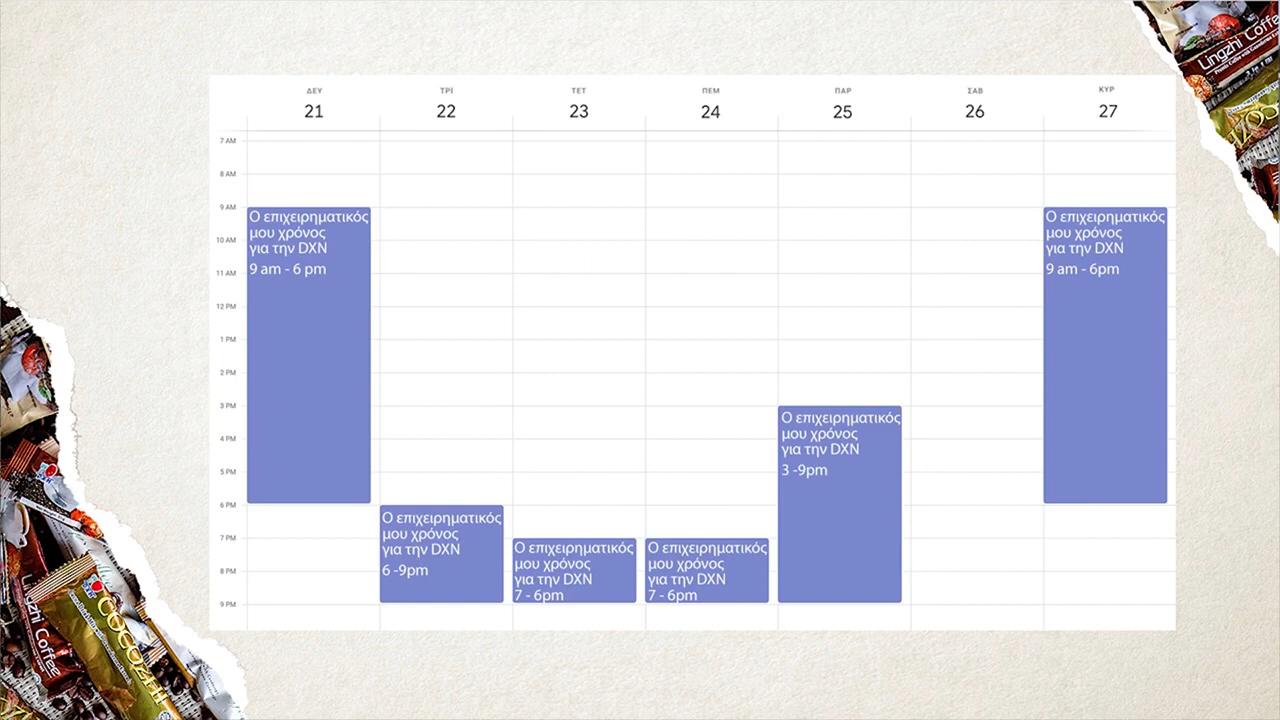 ΔΕΥ ΤΡΊ ΤΕΤ ΠΕΜ ΠΑΡ ΣΑΒ ΚΥΡ
21 22 23 24 25 26 27
7 AM
8 AM
9 AM
10 AM
11 AM
12 PM
1 PM
2 PM
3 PM
4 PM
5 PM
6 PM
7 PM
8 PM
9 PM
Ο επιχειρηματικός
μου χρόνος
για την DXN
9 am - 6 pm
Ο επιχειρηματικός
μου χρόνος
για την DXN
6 -9pm
Ο επιχειρηματικός
μου χρόνος
για την DXN
7 - 6pm
Ο επιχειρηματικός
μου χρόνος
για την DXN
7 - 6pm
Ο επιχειρηματικός
μου χρόνος
για την DXN
3 -9pm
Ο επιχειρηματικός
μου χρόνος
για την DXN
9 am - 6pm
Lingzhi Coffee
Lingzhi Coffee
COCOZHI